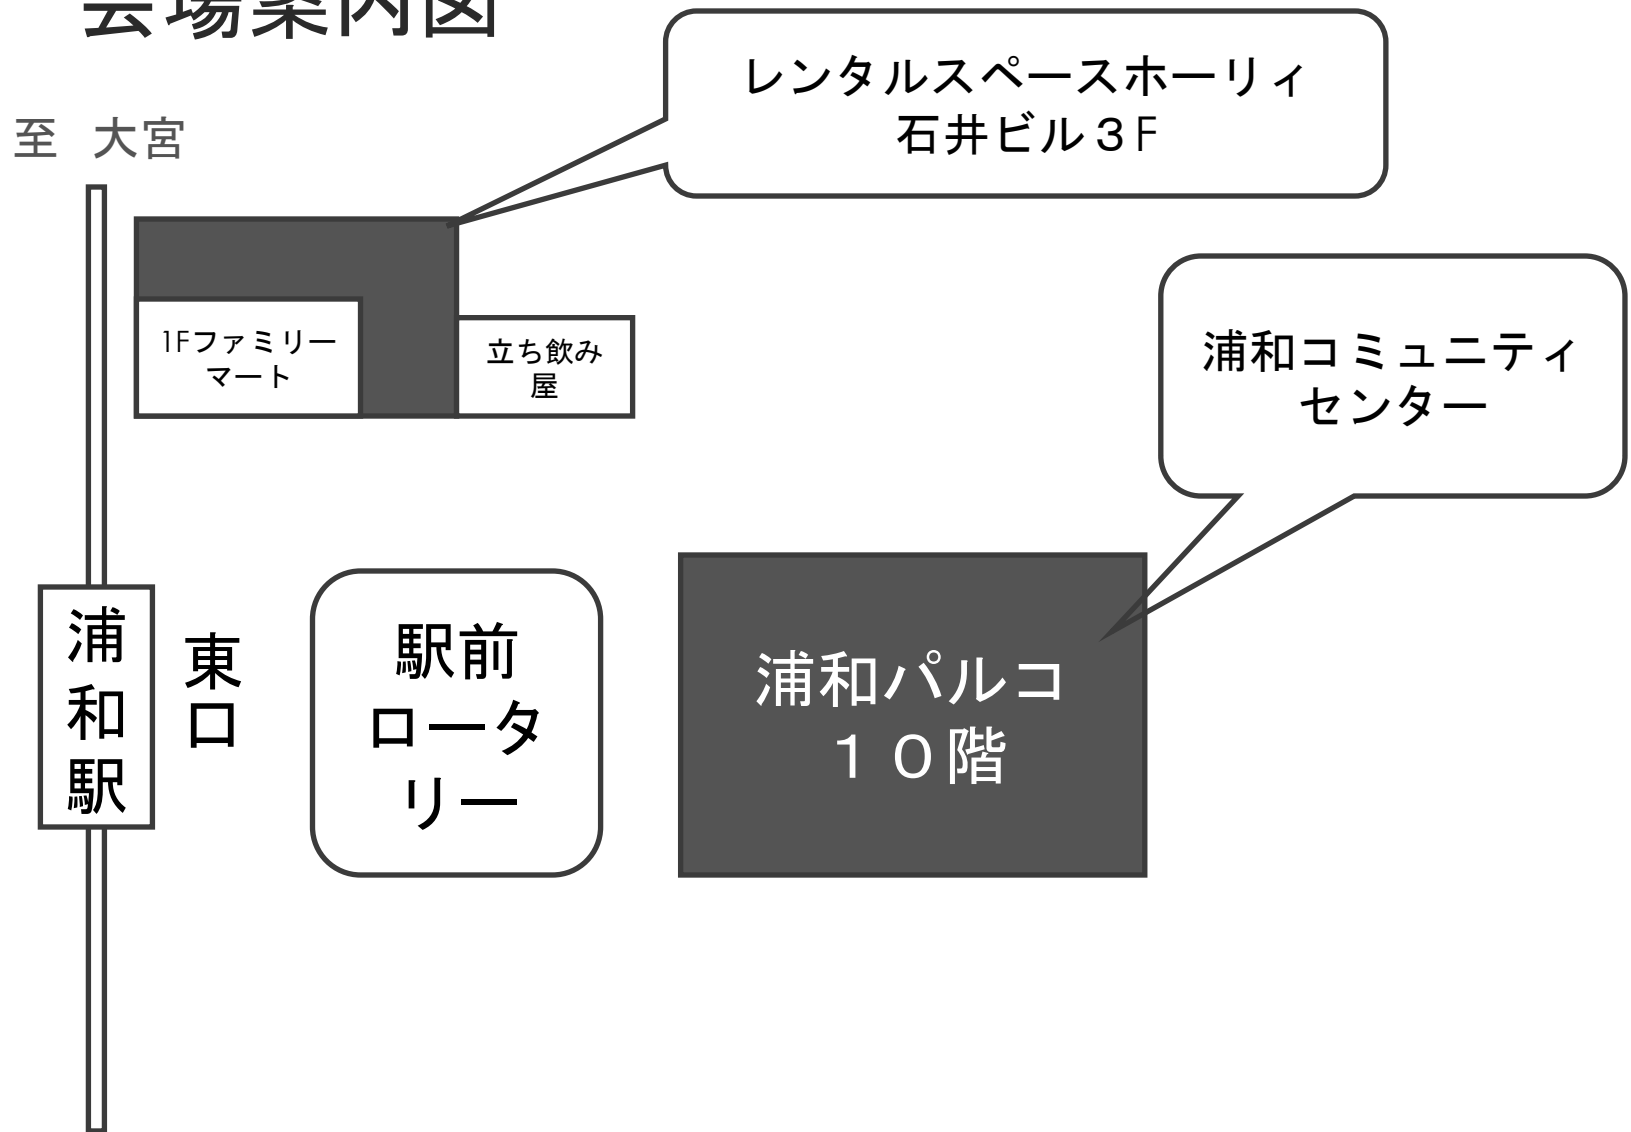 会場案内図
レンタルスペースホーリィ
石井ビル３F
至　大宮
1Fファミリー
マート
立ち飲み
屋
浦和コミュニティ
センター
浦
和
駅
東
口
駅前
ロータ
リー
浦和パルコ
１０階